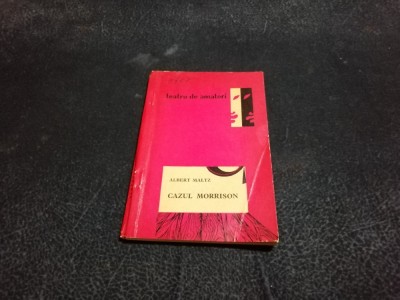 teatru de amatori
ALBERT MALTZ
CAZUL MORRISON